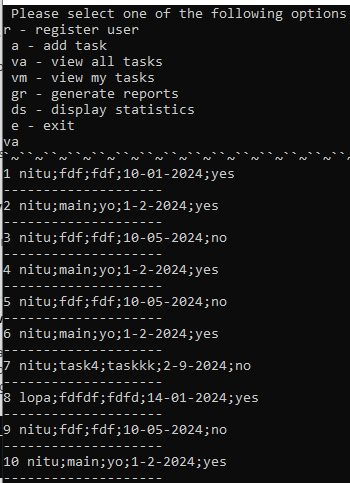 Please select one of the following options
r - register user
a - add task
va - view all tasks
vm - view my tasks
gr - generate reports
ds - display statistics
e - exit
va
`~``~``~``~``~``~``~``~``~``~``~``~``~``~
1 nitu;fdf;fdf;10-01-2024;yes
--------------------
2 nitu;main;yo;1-2-2024;yes
--------------------
3 nitu;fdf;fdf;10-05-2024;no
--------------------
4 nitu;main;yo;1-2-2024;yes
--------------------
5 nitu;fdf;fdf;10-05-2024;no
--------------------
6 nitu;main;yo;1-2-2024;yes
--------------------
7 nitu;task4;taskkk;2-9-2024;no
--------------------
8 lopa;fdfdf;fdfd;14-01-2024;yes
--------------------
9 nitu;fdf;fdf;10-05-2024;no
--------------------
10 nitu;main;yo;1-2-2024;yes
--------------------